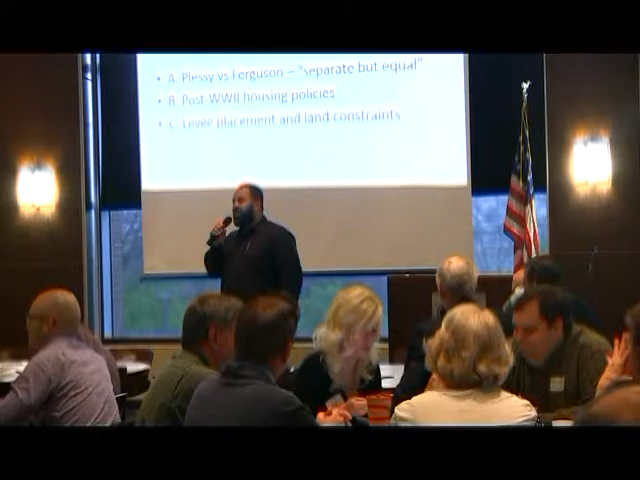 • A. Plessy vs Ferguson – "separate but equal"
• B. Post WWII housing policies
• C. Levee placement and land constraints